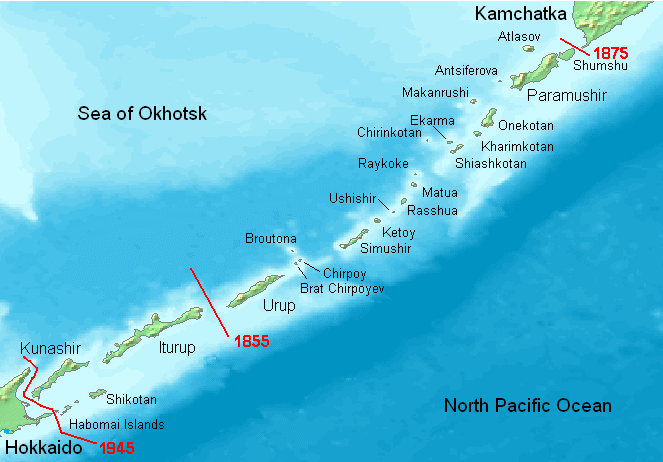 Kamchatka
Atlasov
1875
Shumshu
Antsiferova
Paramushir
Makanrushi
Sea of Okhotsk
Ekarma
Onekotan
Chirinkotan
Kharimkotan
Shiashkotan
Raykoke
Matua
Ushishir
Rasshua
Ketoy
Broutona
Simushir
Chirpoy
Brat Chirpoyev
Urup
1855
Kunashir
Iturup
Shikotan
North Pacific Ocean
Habomai Islands
Hokkaido
1945